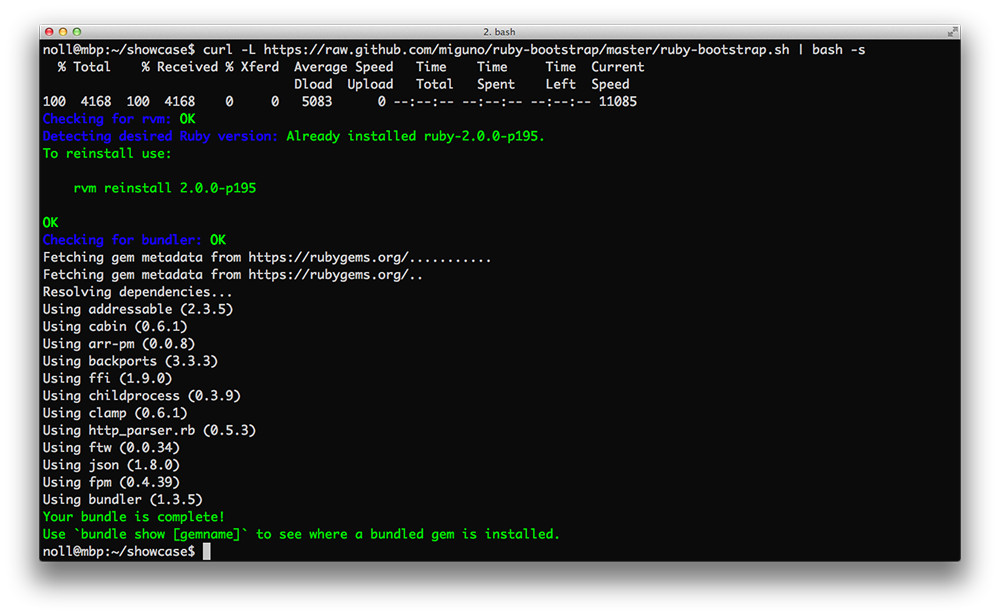 2. bash
noll@mbp:~/showcase$ curl -L https://raw.github.com/miguno/ruby-bootstrap/master/ruby-bootstrap.sh | bash -s
  % Total    % Received % Xferd  Average Speed   Time    Time     Time  Current
                                 Dload  Upload   Total   Spent    Left  Speed
100  4168  100  4168    0     0   5083      0 --:--:-- --:--:-- --:--:-- 11085
Checking for rvm: OK
Detecting desired Ruby version: Already installed ruby-2.0.0-p195.
To reinstall use:
    rvm reinstall 2.0.0-p195
OK
Checking for bundler: OK
Fetching gem metadata from https://rubygems.org/...........
Fetching gem metadata from https://rubygems.org/..
Resolving dependencies...
Using addressable (2.3.5)
Using cabin (0.6.1)
Using arr-pm (0.0.8)
Using backports (3.3.3)
Using ffi (1.9.0)
Using childprocess (0.3.9)
Using clamp (0.6.1)
Using http_parser.rb (0.5.3)
Using ftw (0.0.34)
Using json (1.8.0)
Using fpm (0.4.39)
Using bundler (1.3.5)
Your bundle is complete!
Use `bundle show [gemname]` to see where a bundled gem is installed.
noll@mbp:~/showcase$